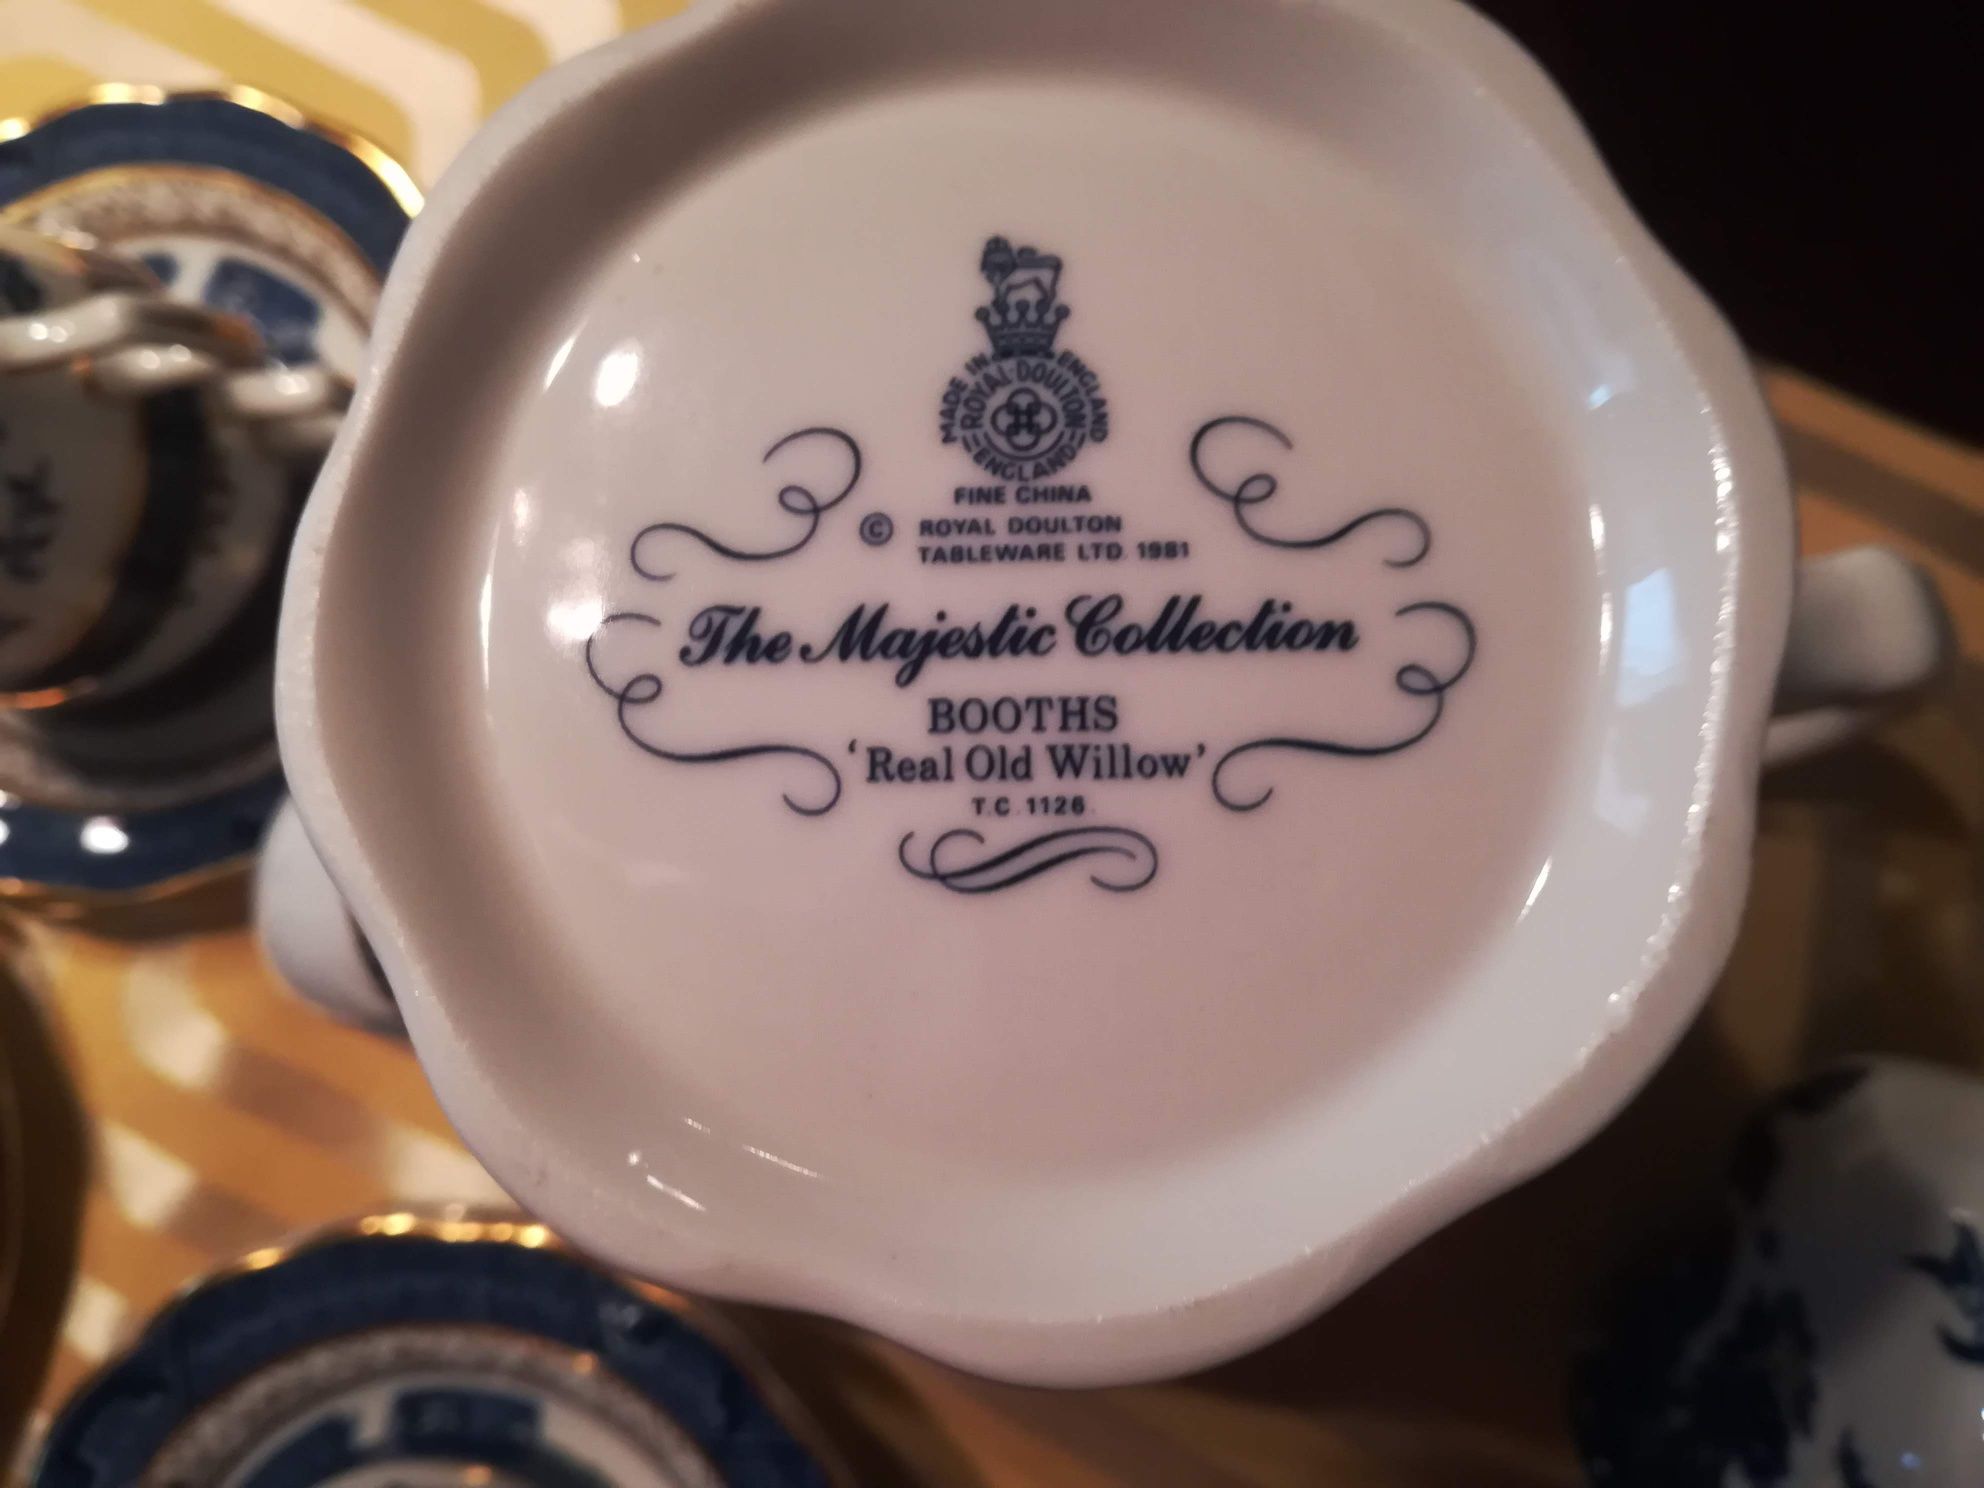 MADE IN ENGLAND
ROYAL DOULTON
ENGLAND
FINE CHINA
© ROYAL DOULTON
TABLEWARE LTD. 1981
The Majestic Collection
BOOTHS
'Real Old Willow'
T.C. 1126.